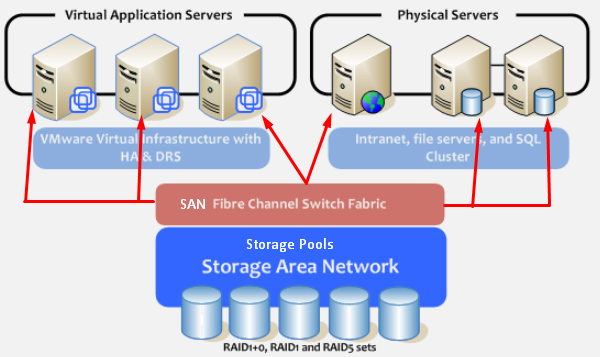 Virtual Application Servers
Physical Servers
VMware Virtual Infrastructure with
HA & DRS
Intranet, file servers, and SQL
Cluster
SAN Fibre Channel Switch Fabric
Storage Pools
Storage Area Network
RAID1+0, RAID1 and RAID5 sets